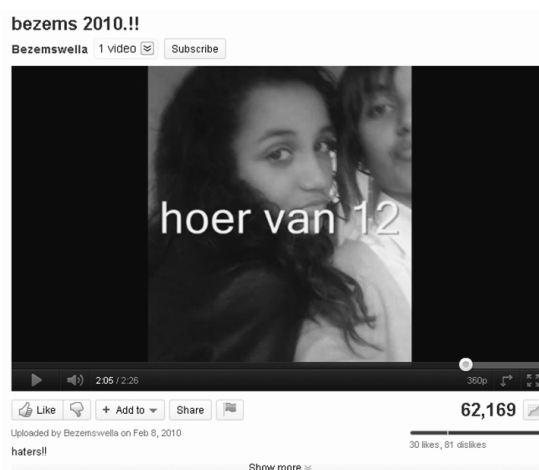 bezems 2010.!!
Bezemswella 1 video Subscribe
hoer van 12
2:05 / 2:26 360p
Like + Add to Share 62,169
Uploaded by Bezemswella on Feb 8, 2010
30 likes, 81 dislikes
haters!!
Show more